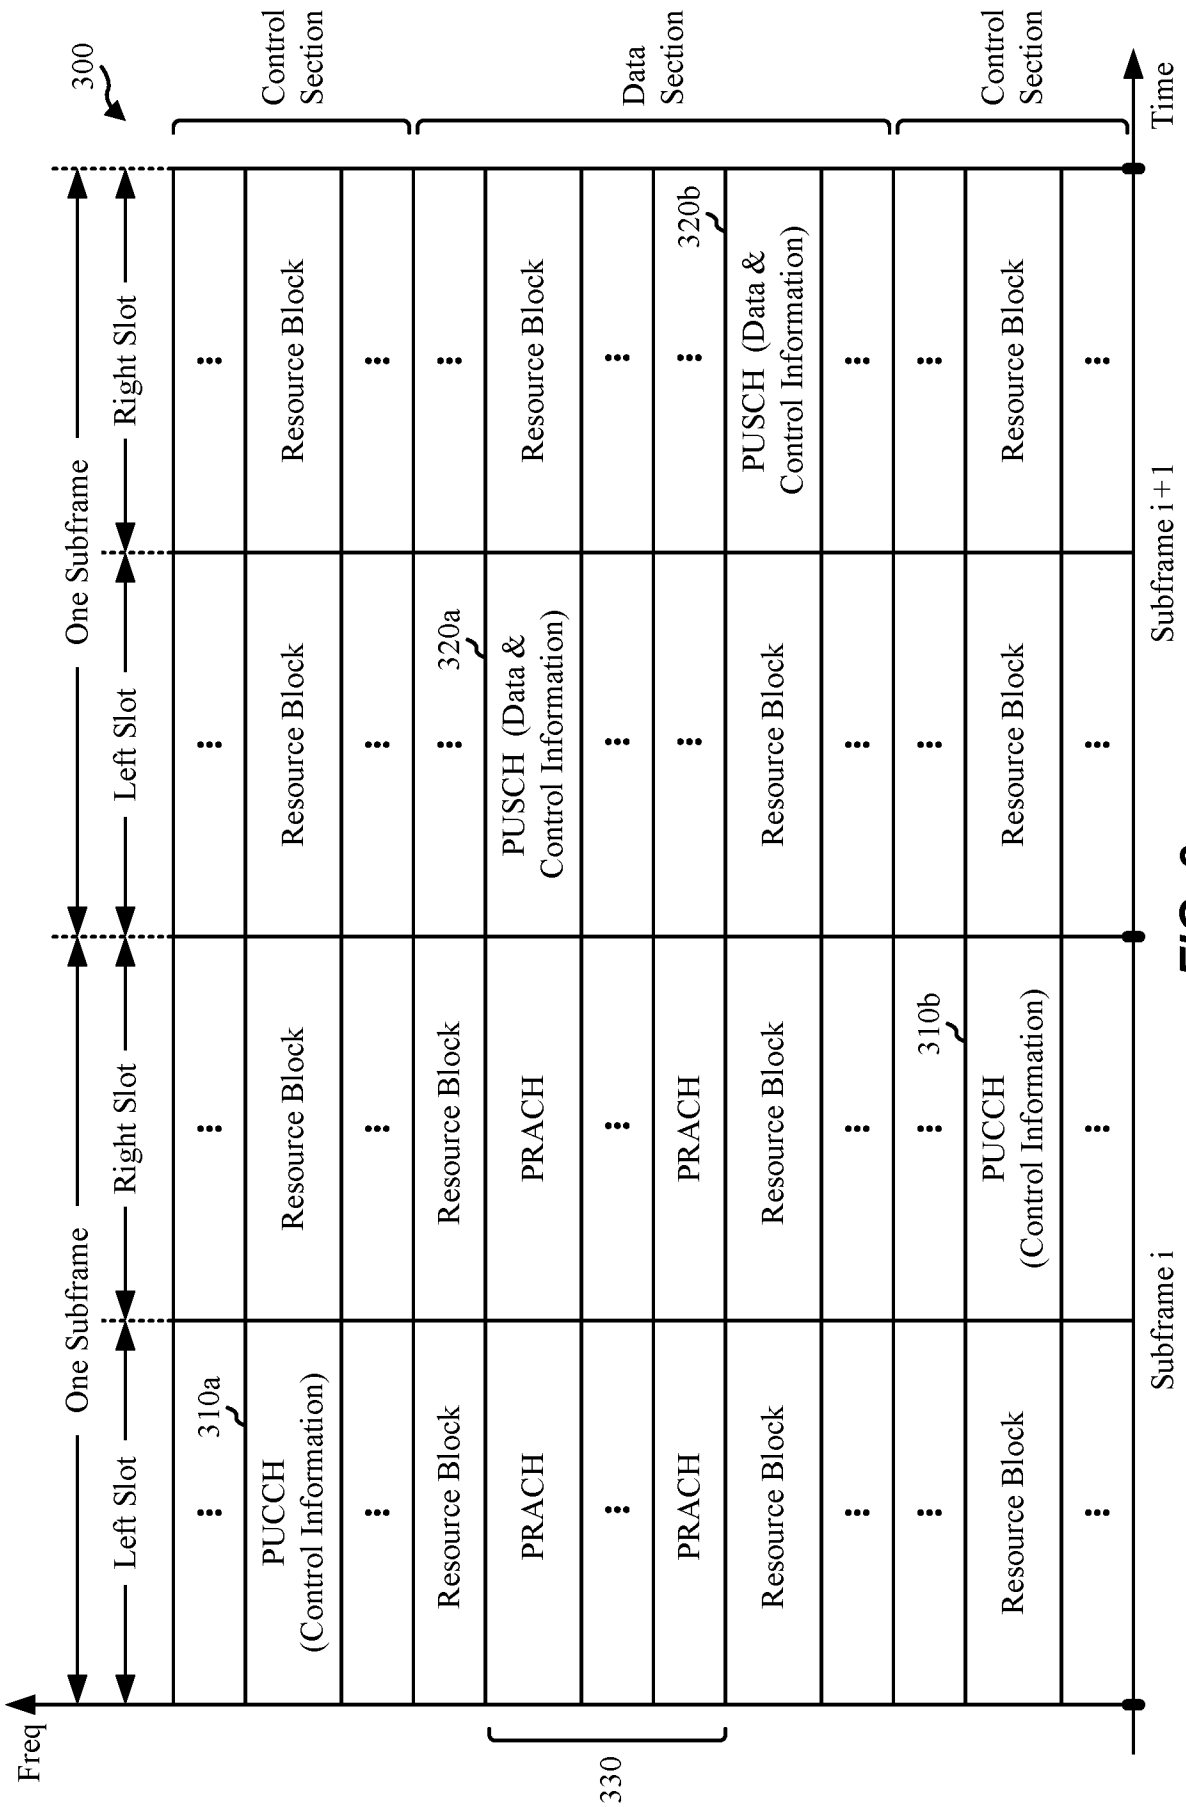 Freq
One Subframe
One Subframe
300
Left Slot
Right Slot
Left Slot
Right Slot
310a
PUCCH
(Control Information)
Resource Block
Resource Block
Resource Block
Control
Section
Resource Block
Resource Block
320a
PRACH
PRACH
PUSCH (Data &
Control Information)
Resource Block
330
Data
Section
PRACH
PRACH
320b
Resource Block
Resource Block
Resource Block
PUSCH (Data &
Control Information)
310b
Resource Block
PUCCH
(Control Information)
Resource Block
Resource Block
Control
Section
Subframe i
Subframe i+1
Time
FIG.